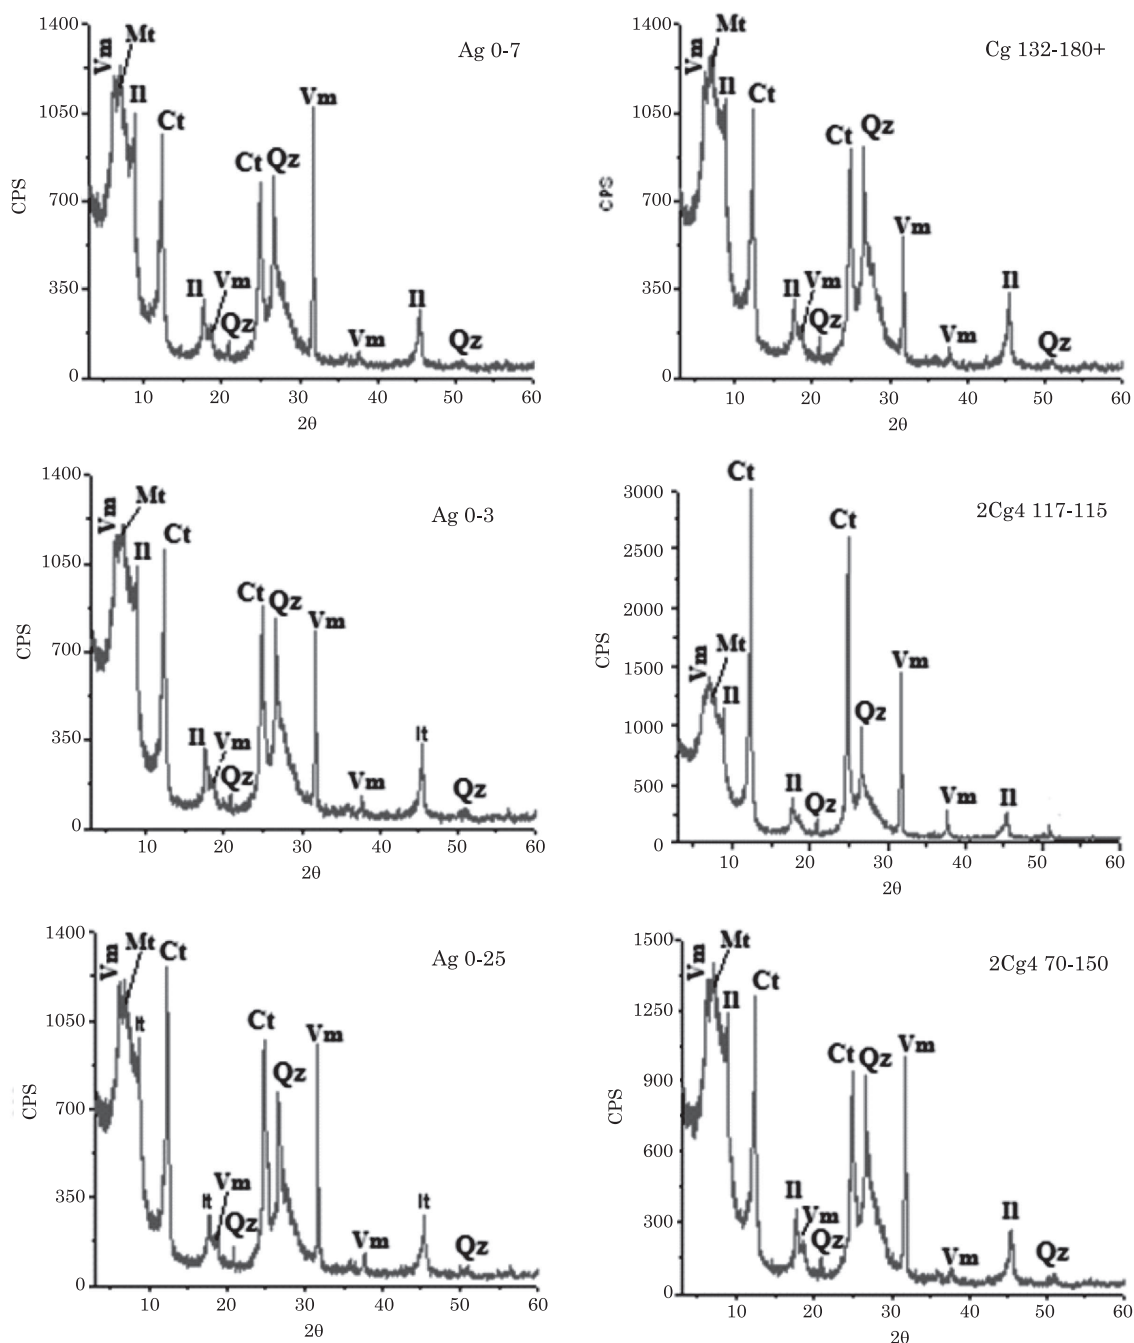 Ag 0-7
CPS
1400
1050
700
350
0
Vm
Mt
Il
Ct
Il
Vm
Qz
Ct
Qz
Vm
Vm
Il
Qz
10 20 30 40 50 60
2θ
Cg 132-180+
CPS
1400
1050
700
350
0
Vm
Mt
Il
Ct
Il
Vm
Qz
Ct
Qz
Vm
Vm
Il
Qz
10 20 30 40 50 60
2θ
Ag 0-3
CPS
1400
1050
700
350
0
Vm
Mt
Il
Ct
Il
Vm
Qz
Ct
Qz
Vm
Vm
It
Qz
10 20 30 40 50 60
2θ
2Cg4 117-115
CPS
3000
2500
2000
1500
1000
500
0
Vm
Mt
Il
Ct
Il
Qz
Ct
Qz
Vm
Vm
Il
10 20 30 40 50 60
2θ
Ag 0-25
CPS
1400
1050
700
350
0
Vm
Mt
It
Ct
It
Vm
Qz
Ct
Qz
Vm
Vm
It
Qz
10 20 30 40 50 60
2θ
2Cg4 70-150
CPS
1500
1250
900
600
300
0
Vm
Mt
Il
Ct
Il
Vm
Qz
Ct
Qz
Vm
Vm
Il
Qz
10 20 30 40 50 60
2θ